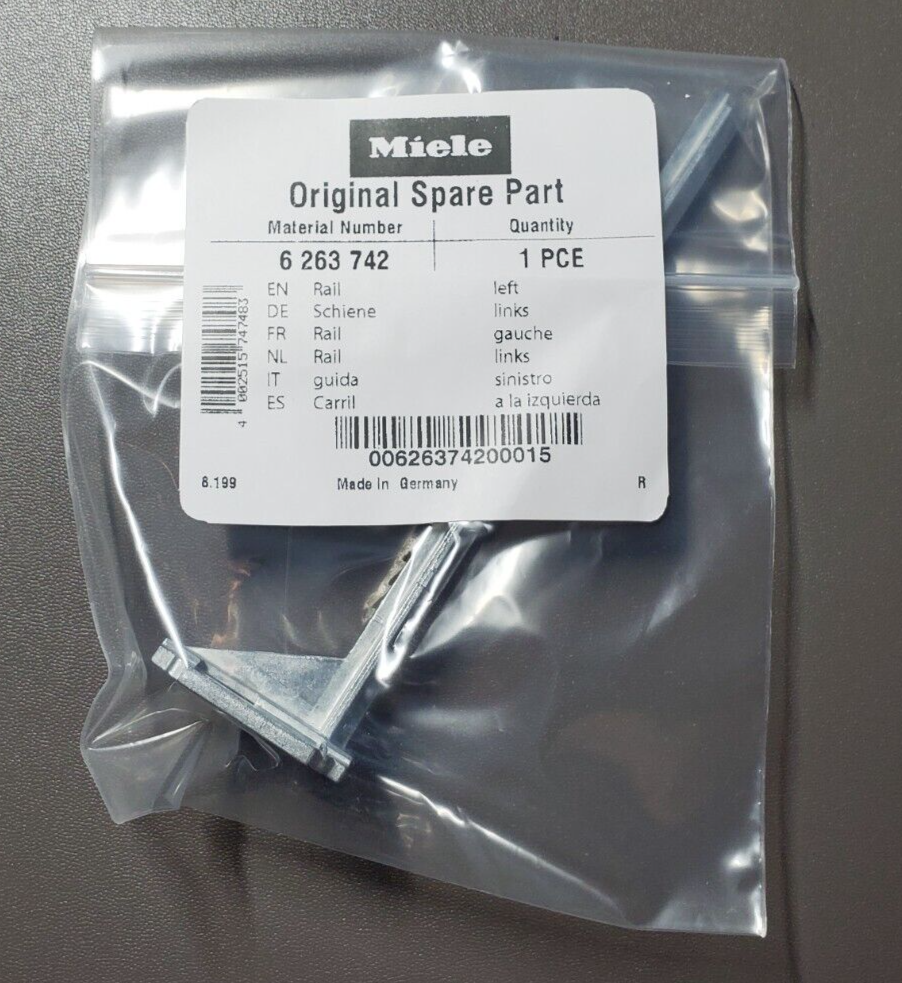 Miele
Original Spare Part
Material Number Quantity
6 263 742 1 PCE
EN Rail left
DE Schiene links
FR Rail gauche
NL Rail links
IT guida sinistro
ES Carril a la izquierda
4 002515 747483
00626374200015
8.199 Made In Germany R